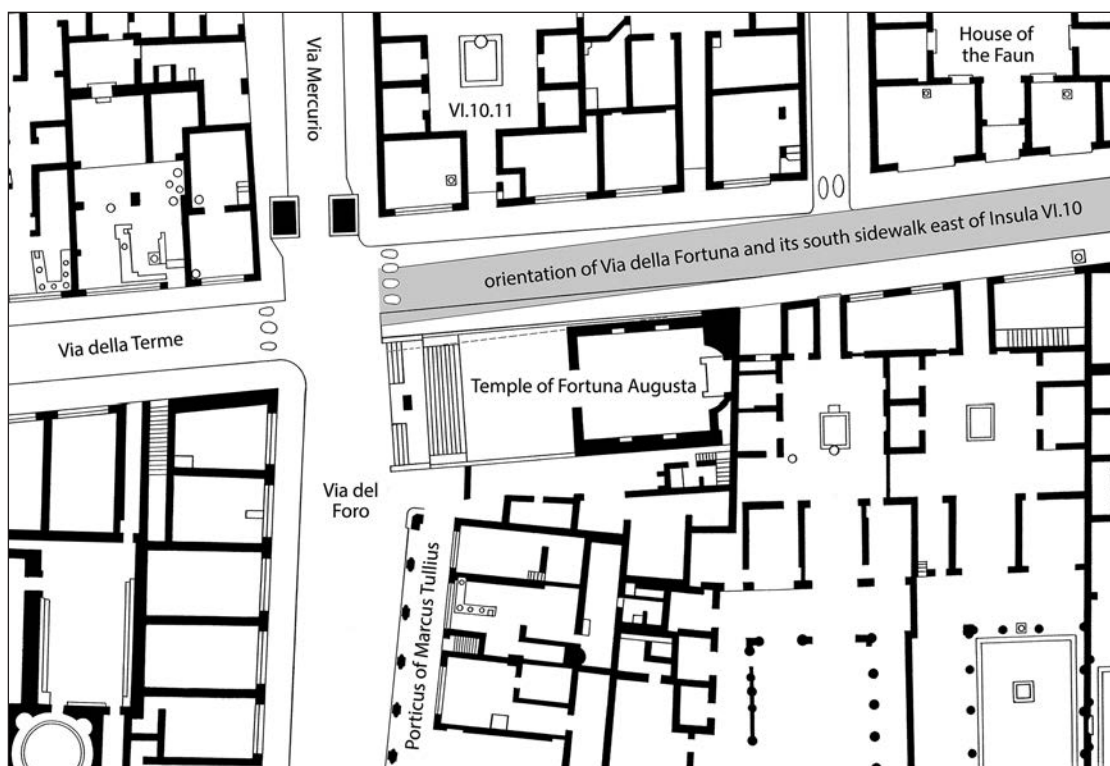 Via Mercurio
House of
the Faun
VI.10.11
orientation of Via della Fortuna and its south sidewalk east of Insula VI.10
Via della Terme
Temple of Fortuna Augusta
Via del
Foro
Porticus of Marcus Tullius